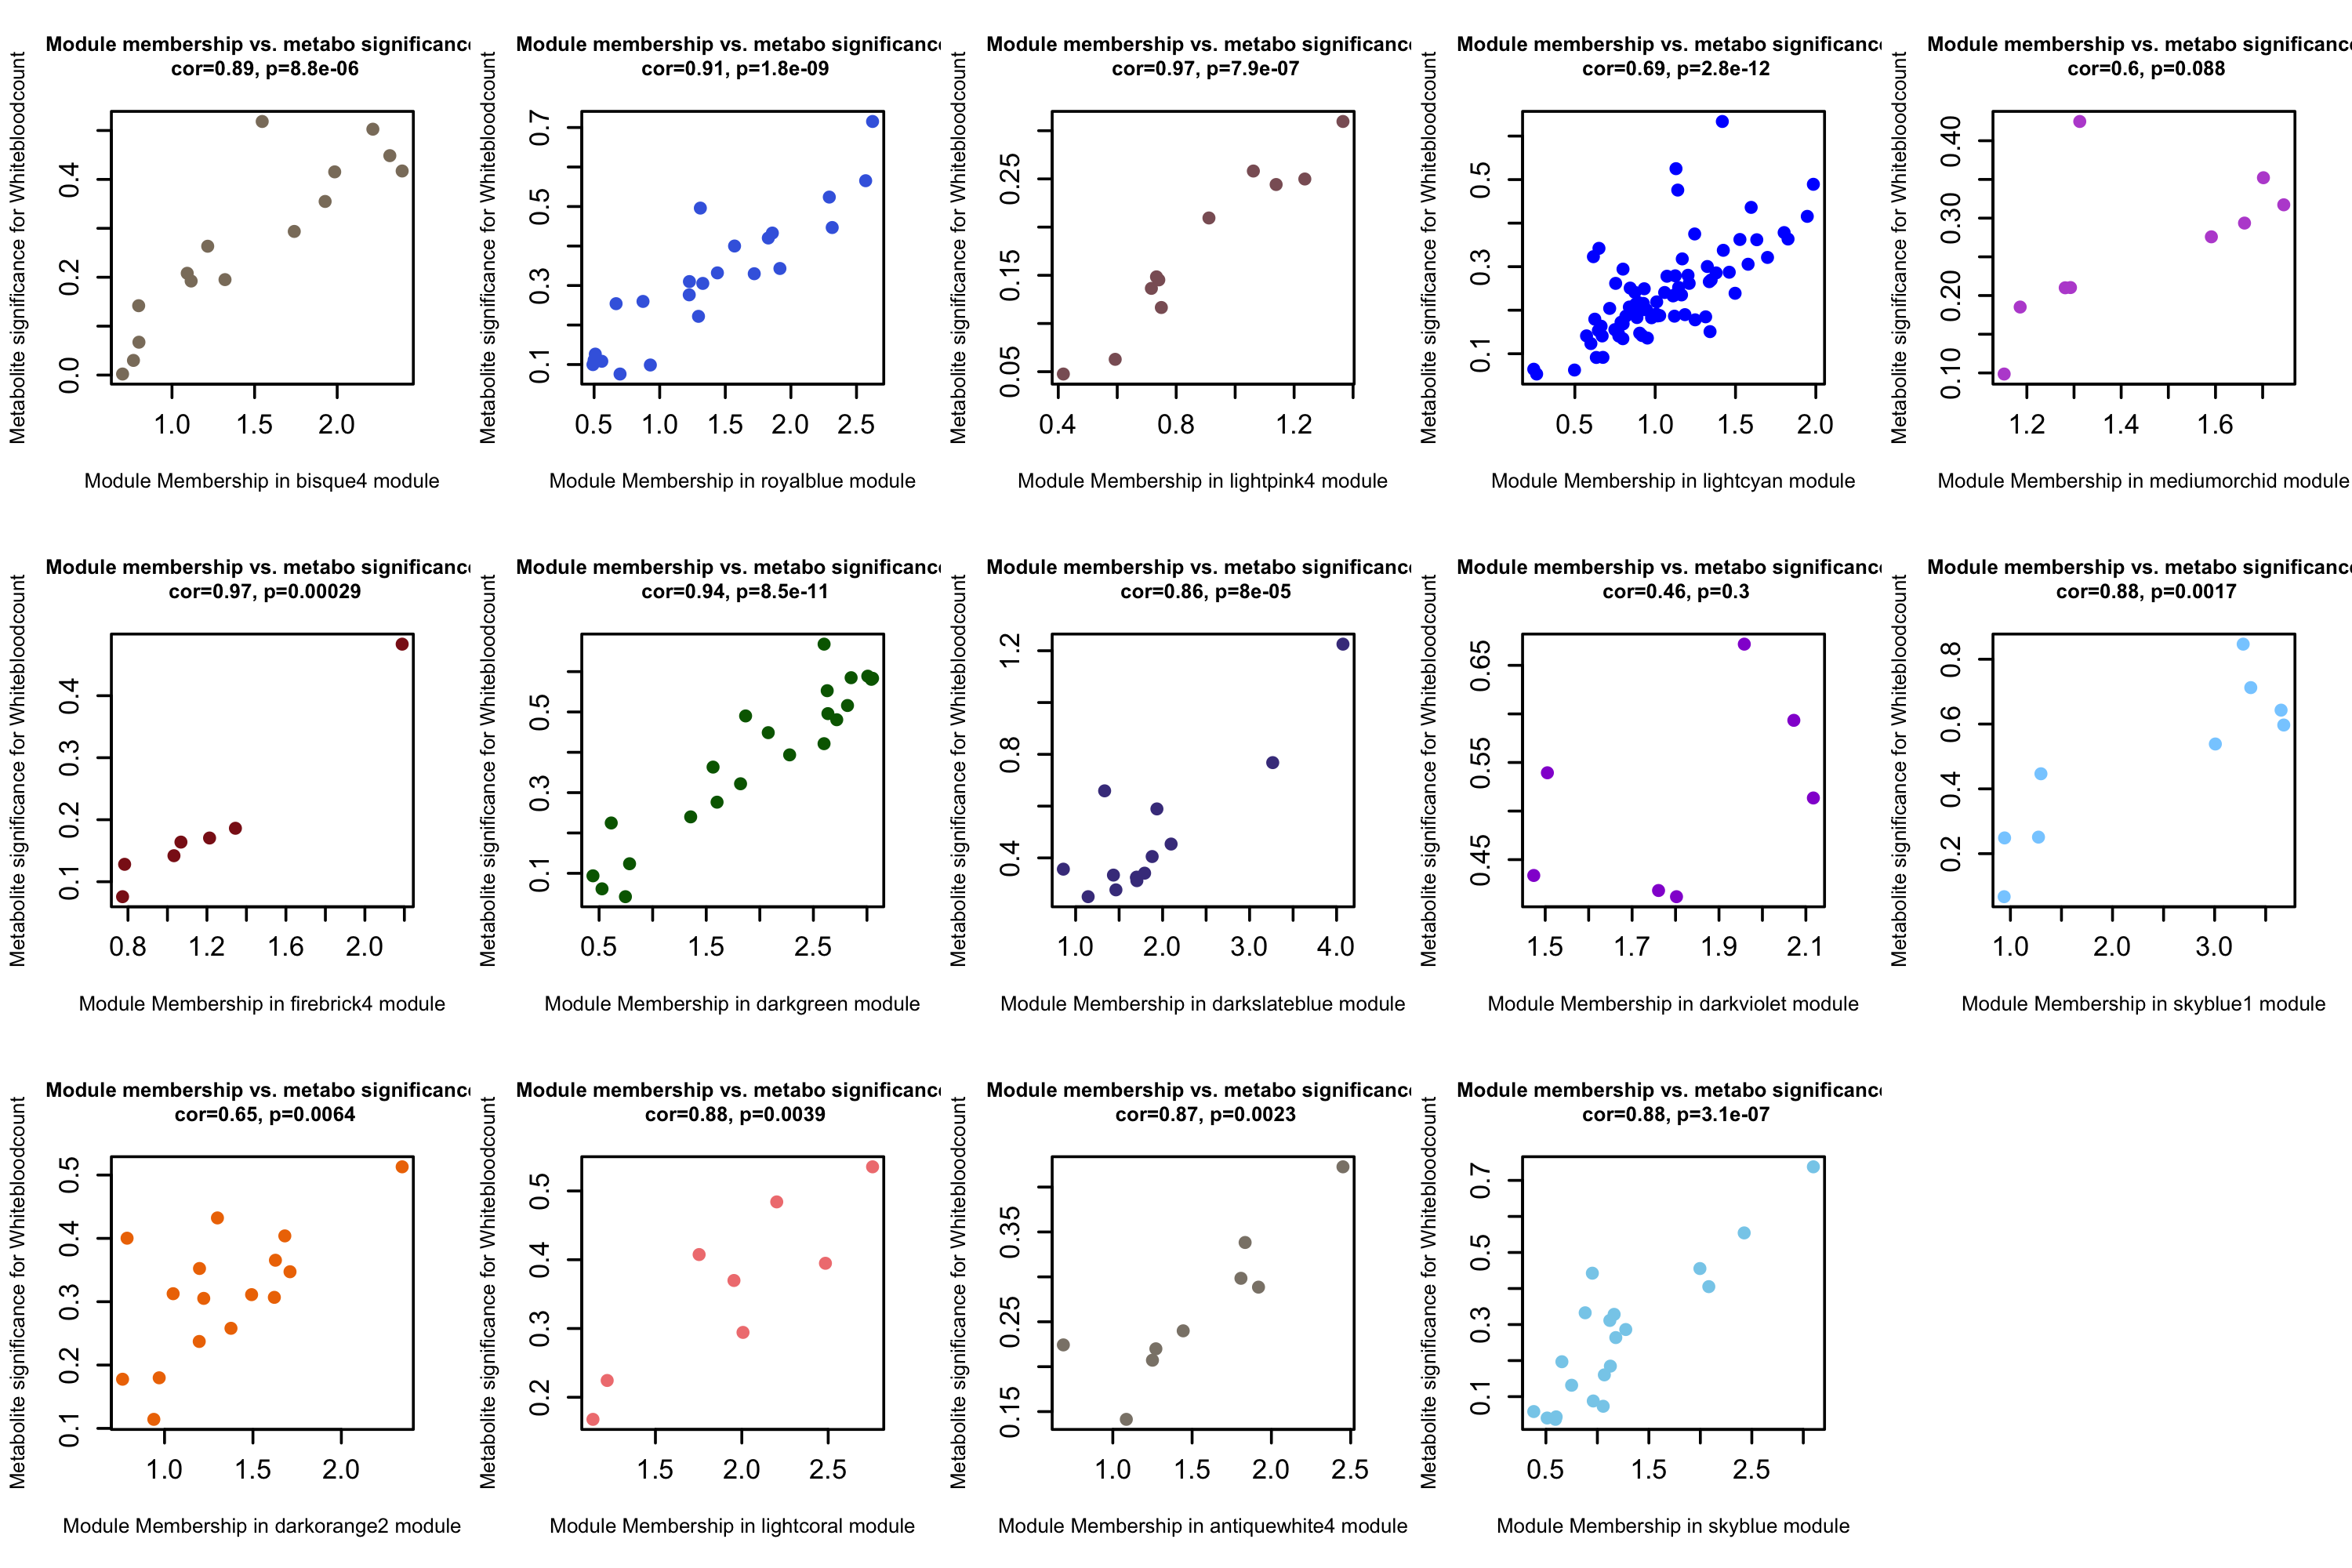 Module membership vs. metabo significance
cor=0.89, p=8.8e-06
Metabolite significance for Whitebloodcount
0.0 0.2 0.4
1.0 1.5 2.0
Module Membership in bisque4 module
Module membership vs. metabo significance
cor=0.91, p=1.8e-09
Metabolite significance for Whitebloodcount
0.1 0.3 0.5 0.7
0.5 1.0 1.5 2.0 2.5
Module Membership in royalblue module
Module membership vs. metabo significance
cor=0.97, p=7.9e-07
Metabolite significance for Whitebloodcount
0.05 0.15 0.25
0.4 0.8 1.2
Module Membership in lightpink4 module
Module membership vs. metabo significance
cor=0.69, p=2.8e-12
Metabolite significance for Whitebloodcount
0.1 0.3 0.5
0.5 1.0 1.5 2.0
Module Membership in lightcyan module
Module membership vs. metabo significance
cor=0.6, p=0.088
Metabolite significance for Whitebloodcount
0.10 0.20 0.30 0.40
1.2 1.4 1.6
Module Membership in mediumorchid module
Module membership vs. metabo significance
cor=0.97, p=0.00029
Metabolite significance for Whitebloodcount
0.1 0.2 0.3 0.4
0.8 1.2 1.6 2.0
Module Membership in firebrick4 module
Module membership vs. metabo significance
cor=0.94, p=8.5e-11
Metabolite significance for Whitebloodcount
0.1 0.3 0.5
0.5 1.5 2.5
Module Membership in darkgreen module
Module membership vs. metabo significance
cor=0.86, p=8e-05
Metabolite significance for Whitebloodcount
0.4 0.8 1.2
1.0 2.0 3.0 4.0
Module Membership in darkslateblue module
Module membership vs. metabo significance
cor=0.46, p=0.3
Metabolite significance for Whitebloodcount
0.45 0.55 0.65
1.5 1.7 1.9 2.1
Module Membership in darkviolet module
Module membership vs. metabo significance
cor=0.88, p=0.0017
Metabolite significance for Whitebloodcount
0.2 0.4 0.6 0.8
1.0 2.0 3.0
Module Membership in skyblue1 module
Module membership vs. metabo significance
cor=0.65, p=0.0064
Metabolite significance for Whitebloodcount
0.1 0.2 0.3 0.4 0.5
1.0 1.5 2.0
Module Membership in darkorange2 module
Module membership vs. metabo significance
cor=0.88, p=0.0039
Metabolite significance for Whitebloodcount
0.2 0.3 0.4 0.5
1.5 2.0 2.5
Module Membership in lightcoral module
Module membership vs. metabo significance
cor=0.87, p=0.0023
Metabolite significance for Whitebloodcount
0.15 0.25 0.35
1.0 1.5 2.0 2.5
Module Membership in antiquewhite4 module
Module membership vs. metabo significance
cor=0.88, p=3.1e-07
Metabolite significance for Whitebloodcount
0.1 0.3 0.5 0.7
0.5 1.5 2.5
Module Membership in skyblue module